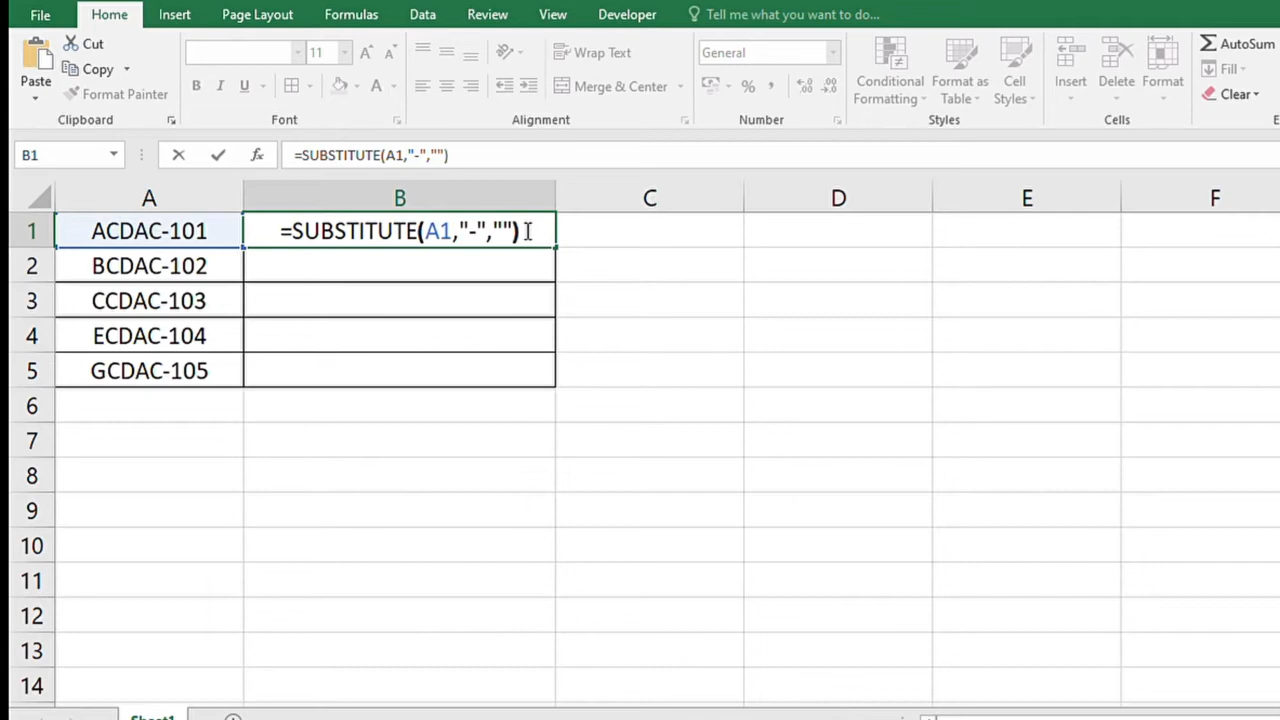 File Home Insert Page Layout Formulas Data Review View Developer Tell me what you want to do...
Cut
Copy
Format Painter
Paste
Clipboard
11
B I U A
Font
Wrap Text
Merge & Center
Alignment
General
% ,
Number
Conditional Formatting
Format as Table
Cell Styles
Styles
Insert Delete Format
Cells
AutoSum
Fill
Clear
B1 fx =SUBSTITUTE(A1,"-","")
A B C D E F
1 ACDAC-101 =SUBSTITUTE(A1,"-","")
2 BCDAC-102
3 CCDAC-103
4 ECDAC-104
5 GCDAC-105
6
7
8
9
10
11
12
13
14
Sheet1